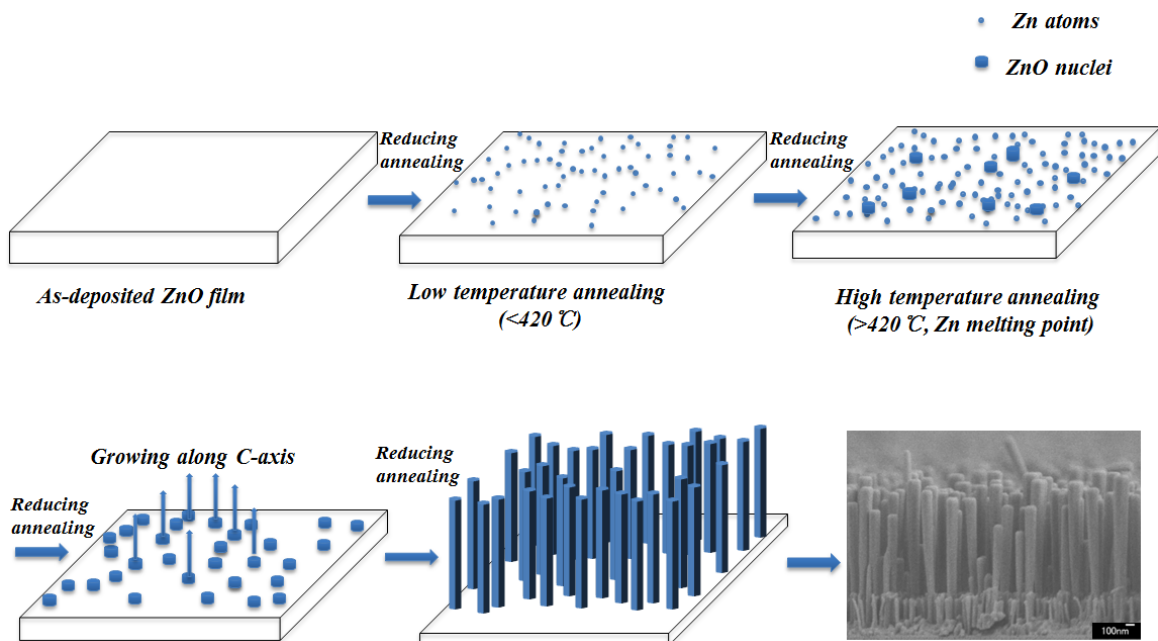 Zn atoms
ZnO nuclei
Reducing
annealing
Reducing
annealing
As-deposited ZnO film
Low temperature annealing
(<420 ℃)
High temperature annealing
(>420 ℃, Zn melting point)
Growing along C-axis
Reducing
annealing
Reducing
annealing
100nm